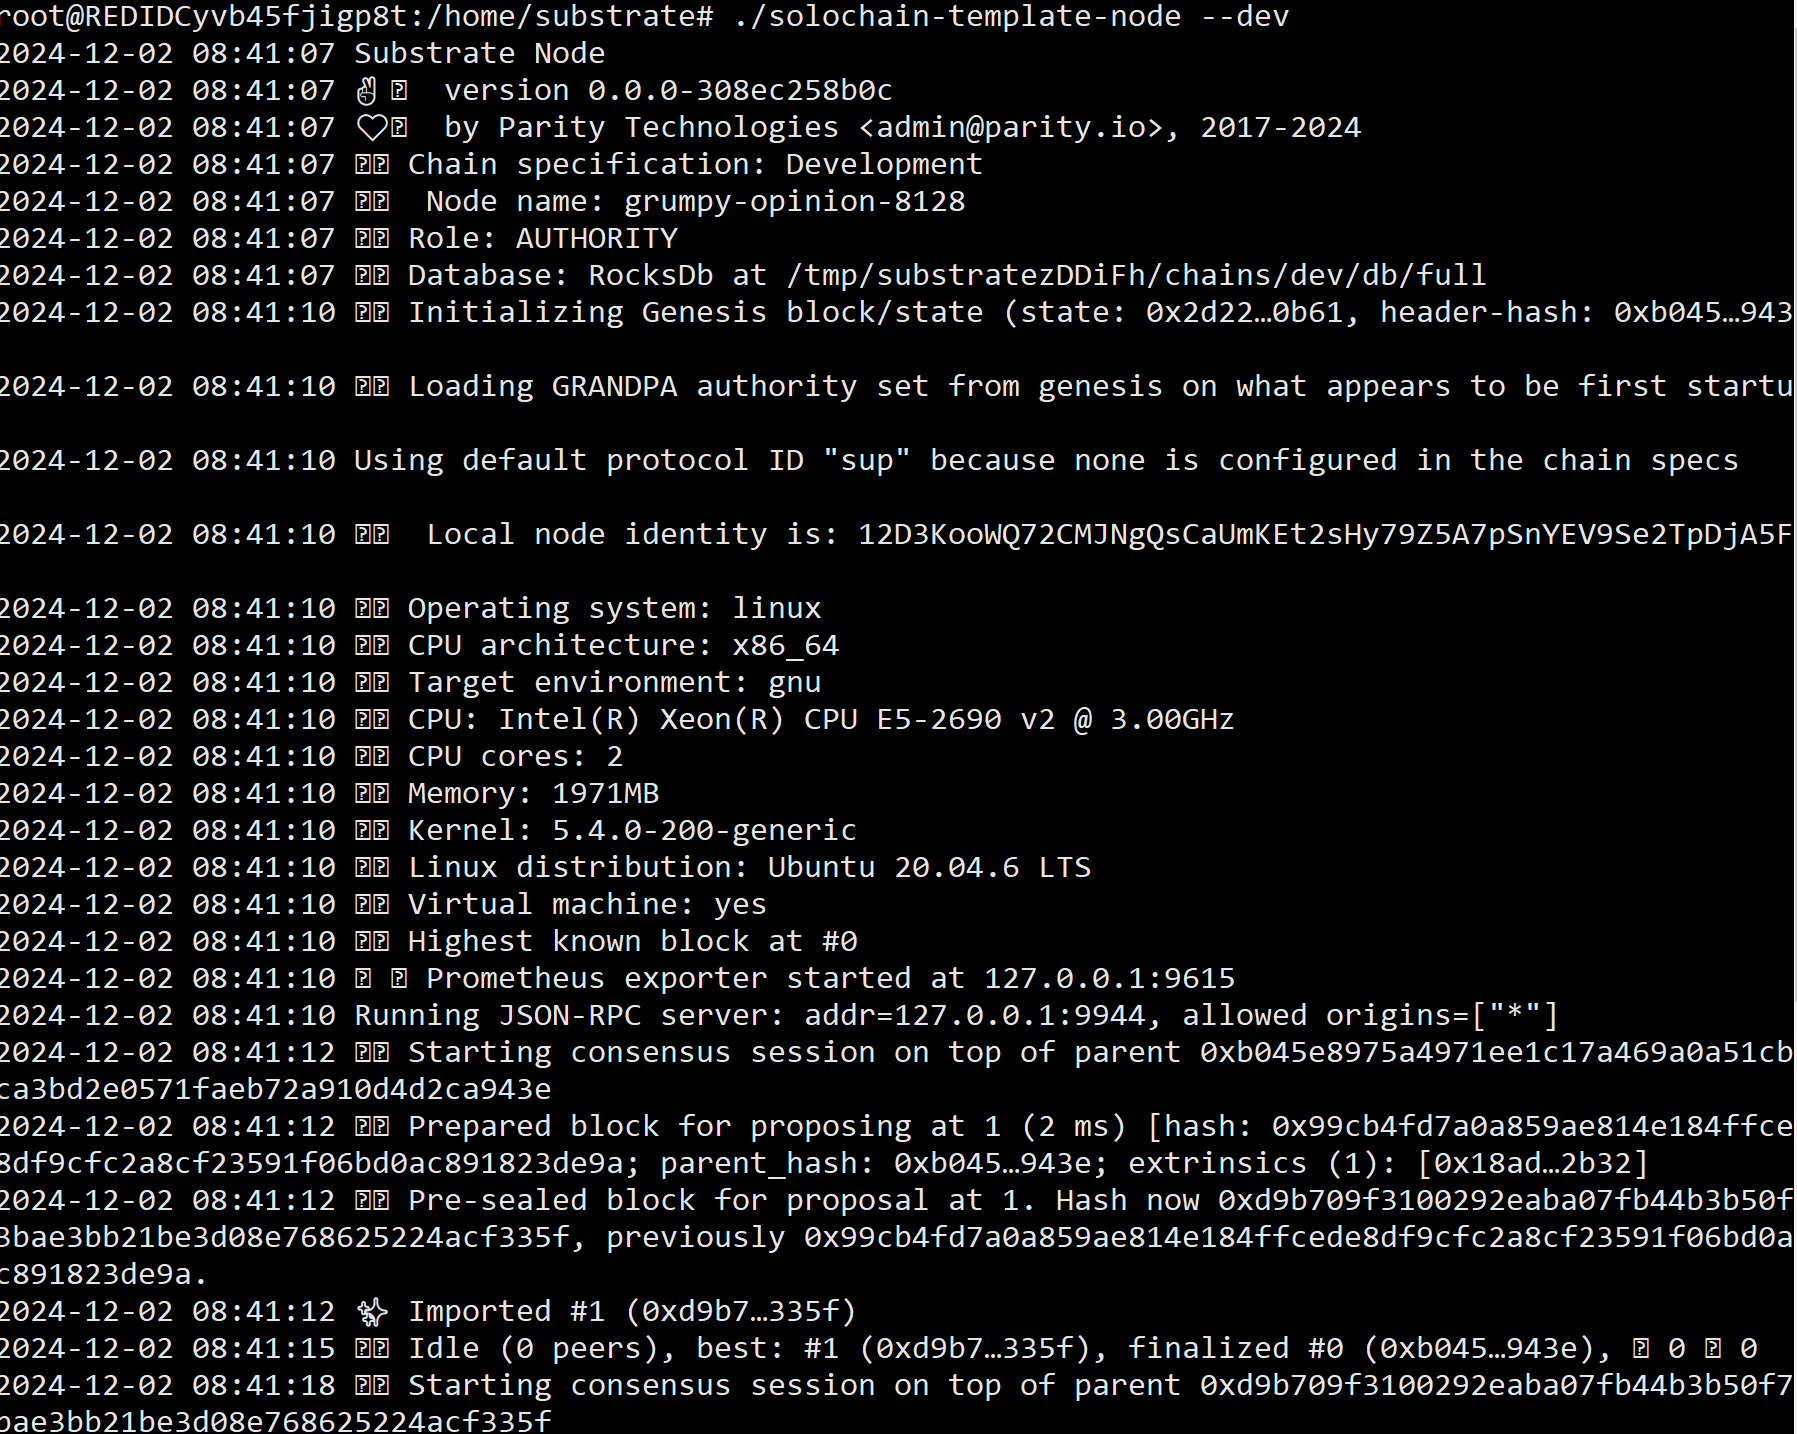 root@REDIDCyvb45fjigp8t:/home/substrate# ./solochain-template-node --dev
2024-12-02 08:41:07 Substrate Node
2024-12-02 08:41:07 ✌ version 0.0.0-308ec258b0c
2024-12-02 08:41:07 ♡ by Parity Technologies <admin@parity.io>, 2017-2024
2024-12-02 08:41:07 Chain specification: Development
2024-12-02 08:41:07 Node name: grumpy-opinion-8128
2024-12-02 08:41:07 Role: AUTHORITY
2024-12-02 08:41:07 Database: RocksDb at /tmp/substratezDDiFh/chains/dev/db/full
2024-12-02 08:41:10 Initializing Genesis block/state (state: 0x2d22…0b61, header-hash: 0xb045…943
2024-12-02 08:41:10 Loading GRANDPA authority set from genesis on what appears to be first startu
2024-12-02 08:41:10 Using default protocol ID "sup" because none is configured in the chain specs
2024-12-02 08:41:10 Local node identity is: 12D3KooWQ72CMJNgQsCaUmKEt2sHy79Z5A7pSnYEV9Se2TpDjA5F
2024-12-02 08:41:10 Operating system: linux
2024-12-02 08:41:10 CPU architecture: x86_64
2024-12-02 08:41:10 Target environment: gnu
2024-12-02 08:41:10 CPU: Intel(R) Xeon(R) CPU E5-2690 v2 @ 3.00GHz
2024-12-02 08:41:10 CPU cores: 2
2024-12-02 08:41:10 Memory: 1971MB
2024-12-02 08:41:10 Kernel: 5.4.0-200-generic
2024-12-02 08:41:10 Linux distribution: Ubuntu 20.04.6 LTS
2024-12-02 08:41:10 Virtual machine: yes
2024-12-02 08:41:10 Highest known block at #0
2024-12-02 08:41:10 Prometheus exporter started at 127.0.0.1:9615
2024-12-02 08:41:10 Running JSON-RPC server: addr=127.0.0.1:9944, allowed origins=["*"]
2024-12-02 08:41:12 Starting consensus session on top of parent 0xb045e8975a4971ee1c17a469a0a51cb
ca3bd2e0571faeb72a910d4d2ca943e
2024-12-02 08:41:12 Prepared block for proposing at 1 (2 ms) [hash: 0x99cb4fd7a0a859ae814e184ffce
8df9cfc2a8cf23591f06bd0ac891823de9a; parent_hash: 0xb045…943e; extrinsics (1): [0x18ad…2b32]
2024-12-02 08:41:12 Pre-sealed block for proposal at 1. Hash now 0xd9b709f3100292eaba07fb44b3b50f
3bae3bb21be3d08e768625224acf335f, previously 0x99cb4fd7a0a859ae814e184ffcede8df9cfc2a8cf23591f06bd0a
c891823de9a.
2024-12-02 08:41:12 ✨ Imported #1 (0xd9b7…335f)
2024-12-02 08:41:15 Idle (0 peers), best: #1 (0xd9b7…335f), finalized #0 (0xb045…943e), 0 0
2024-12-02 08:41:18 Starting consensus session on top of parent 0xd9b709f3100292eaba07fb44b3b50f7
bae3bb21be3d08e768625224acf335f